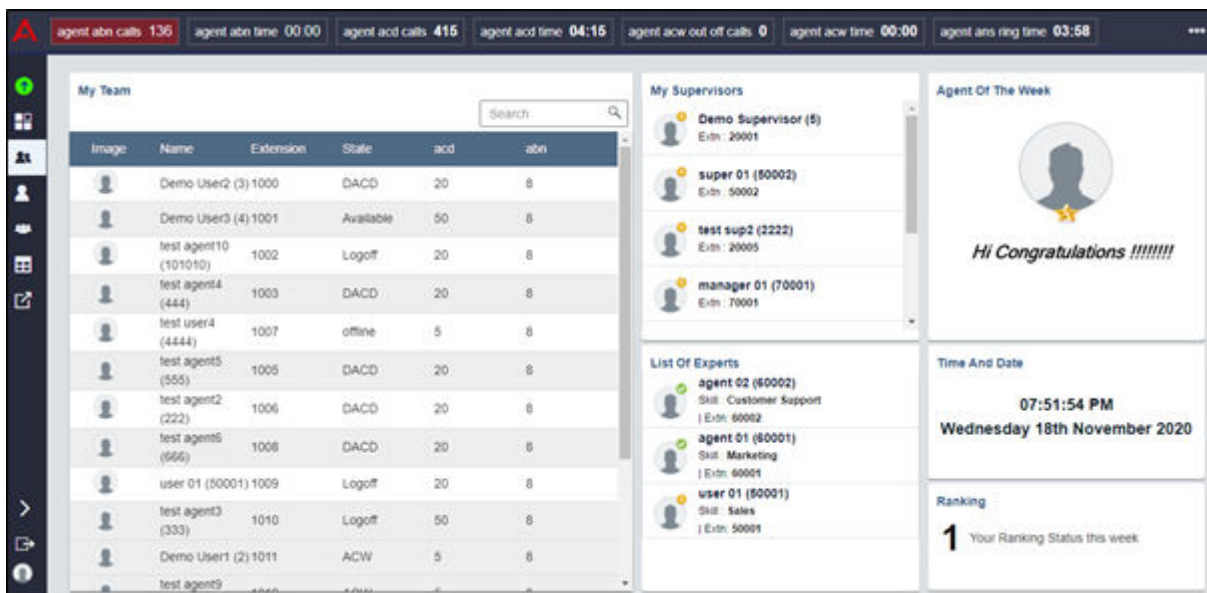 agent abn calls 136 agent abn time 00:00 agent acd calls 415 agent acd time 04:15 agent acw out off calls 0 agent acw time 00:00 agent ans ring time 03:58
My Team
Search
Image Name Extension State acd abn
Demo User2 (3) 1000 DACD 20 8
Demo User3 (4) 1001 Available 50 8
test agent10
(101010) 1002 Logoff 20 8
test agent4
(444) 1003 DACD 20 8
test user4
(4444) 1007 offline 5 8
test agent5
(555) 1005 DACD 20 8
test agent2
(222) 1006 DACD 20 8
test agent6
(666) 1008 DACD 20 8
user 01 (50001) 1009 Logoff 20 8
test agent3
(333) 1010 Logoff 50 8
Demo User1 (2) 1011 ACW 5 8
test agent9
My Supervisors
Demo Supervisor (5)
Extn : 20001
super 01 (50002)
Extn : 50002
test sup2 (2222)
Extn : 20005
manager 01 (70001)
Extn : 70001
List Of Experts
agent 02 (60002)
Skill : Customer Support
| Extn: 60002
agent 01 (60001)
Skill : Marketing
| Extn: 60001
user 01 (50001)
Skill : Sales
| Extn: 50001
Agent Of The Week
Hi Congratulations !!!!!!!!
Time And Date
07:51:54 PM
Wednesday 18th November 2020
Ranking
1 Your Ranking Status this week